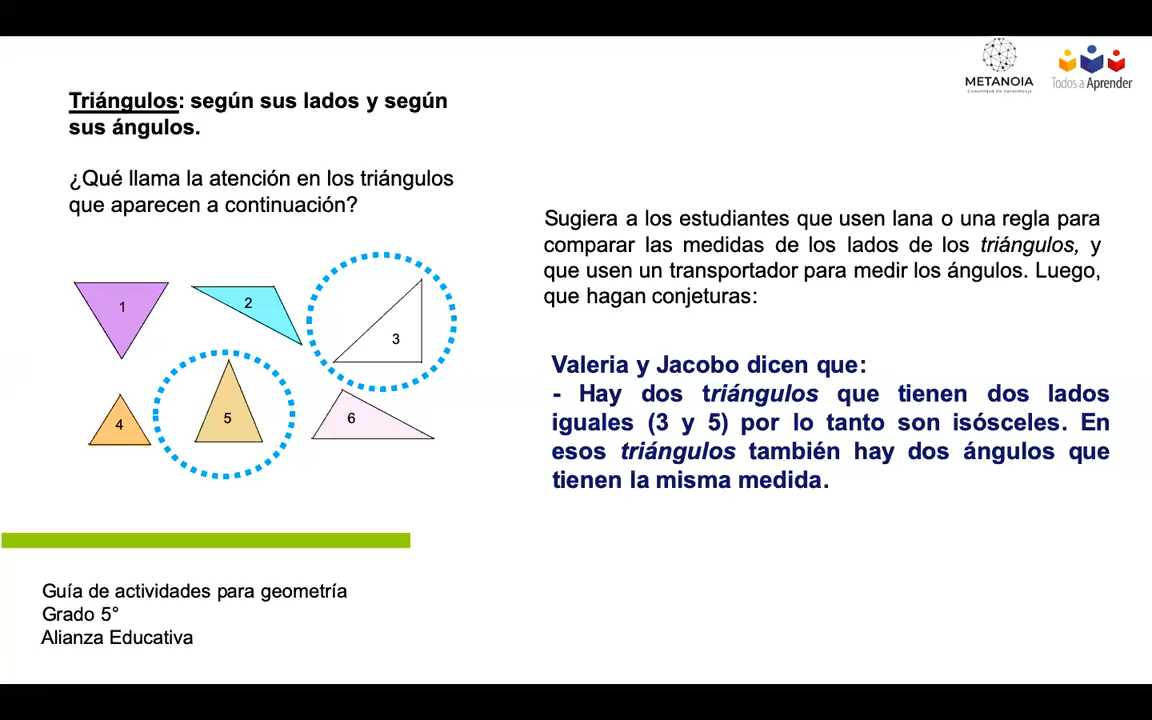 METANOIA
Todos a Aprender
Triángulos: según sus lados y según
sus ángulos.
¿Qué llama la atención en los triángulos
que aparecen a continuación?
1
2
3
4
5
6
Sugiera a los estudiantes que usen lana o una regla para
comparar las medidas de los lados de los triángulos, y
que usen un transportador para medir los ángulos. Luego,
que hagan conjeturas:
Valeria y Jacobo dicen que:
- Hay dos triángulos que tienen dos lados
iguales (3 y 5) por lo tanto son isósceles. En
esos triángulos también hay dos ángulos que
tienen la misma medida.
Guía de actividades para geometría
Grado 5°
Alianza Educativa